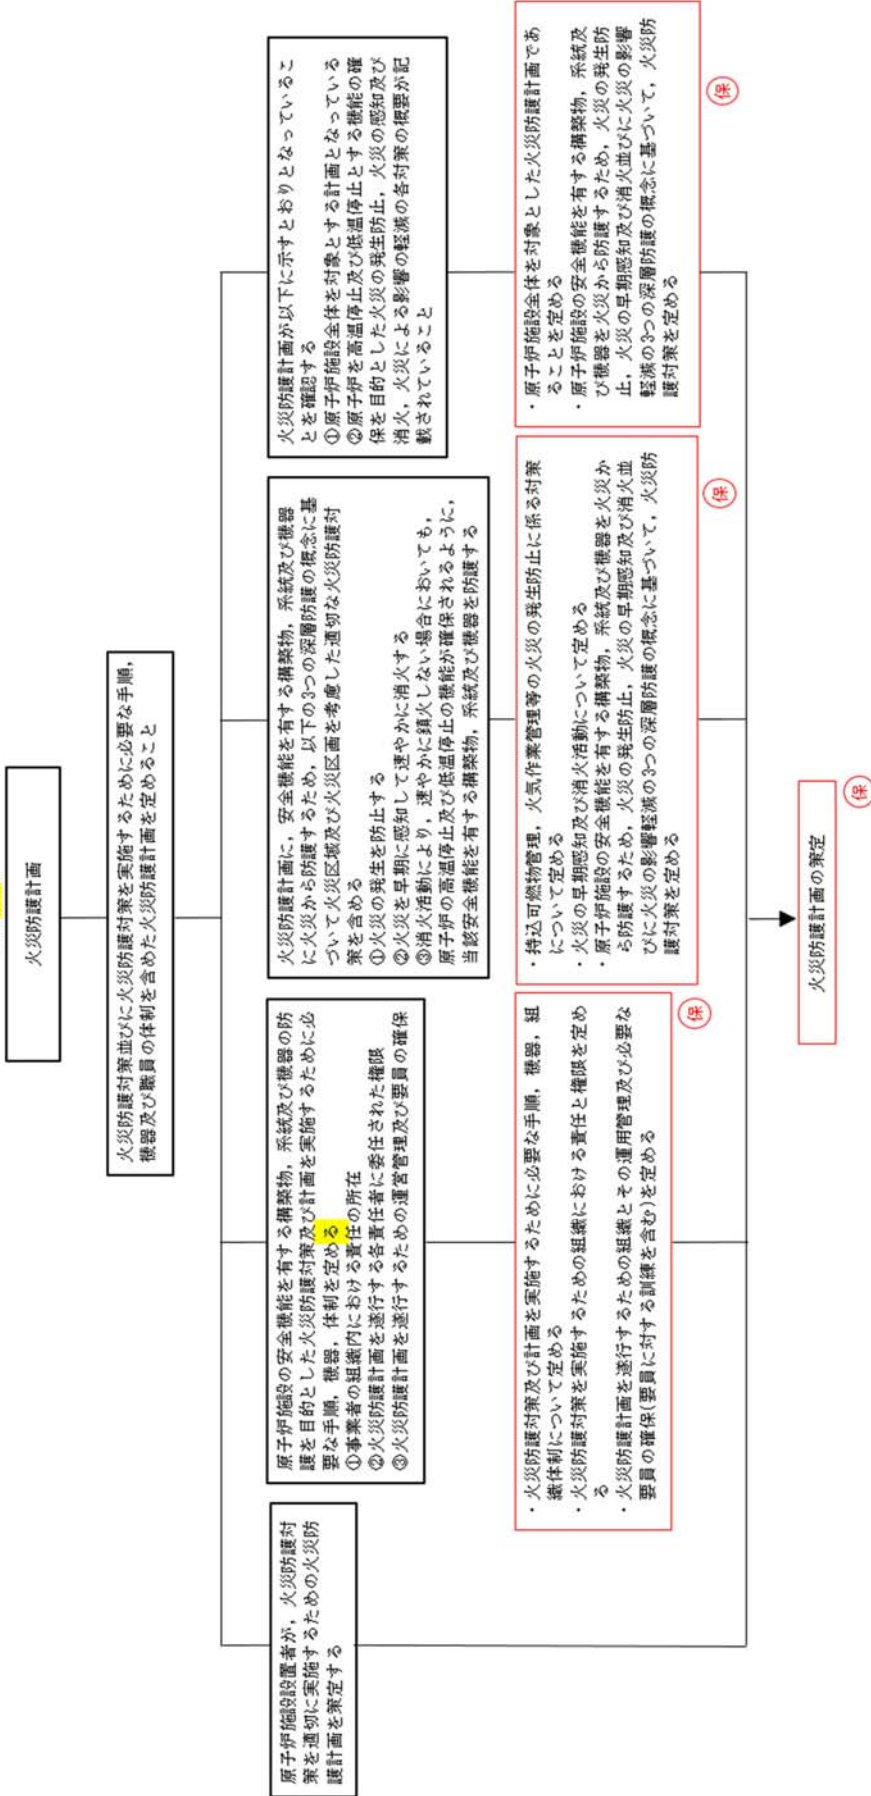 火災防護計画
火災防護対策並びに火災防護対策を実施するために必要な手順,
機器及び職員の体制を含めた火災防護計画を定めること
原子炉施設設置者が，火災防護対
策を適切に実施するための火災防
護計画を策定する
原子炉施設の安全機能を有する構築物，系統及び機器の防
護を目的とした火災防護対策及び計画を実施するために必
要な手順，機器，体制を定める
①事業者の組織内における責任の所在
②火災防護計画を遂行する各責任者に委任された権限
③火災防護計画を遂行するための運営管理及び要員の確保
火災防護計画に，安全機能を有する構築物，系統及び機器
に火災から防護するため，以下の3つの深層防護の概念に基
づいて火災区域及び火災区画を考慮した適切な火災防護対
策を含める
①火災の発生を防止する
②火災を早期に感知して速やかに消火する
③消火活動により，速やかに鎮火しない場合においても，
原子炉の高温停止及び低温停止の機能が確保されるように，
当該安全機能を有する構築物，系統及び機器を防護する
火災防護計画が以下に示すとおりとなっているこ
とを確認する
①原子炉施設全体を対象とする計画となっている
②原子炉を高温停止及び低温停止とする機能の確
保を目的とした火災の発生防止，火災の感知及び
消火，火災による影響の軽減の各対策の概要が記
載されていること
・火災防護対策及び計画を実施するために必要な手順，機器，組
織体制について定める
・火災防護対策を実施するための組織における責任と権限を定め
る
・火災防護計画を遂行するための組織とその運用管理及び必要な
要員の確保(要員に対する訓練を含む)を定める
保
・持込可燃物管理，火気作業管理等の火災の発生防止に係る対策
について定める
・火災の早期感知及び消火活動について定める
・原子炉施設の安全機能を有する構築物，系統及び機器を火災か
ら防護するため，火災の発生防止，火災の早期感知及び消火並
びに火災の影響軽減の3つの深層防護の概念に基づいて，火災防
護対策を定める
保
・原子炉施設全体を対象とした火災防護計画であ
ることを定める
・原子炉施設の安全機能を有する構築物，系統及
び機器を火災から防護するため，火災の発生防
止，火災の早期感知及び消火並びに火災の影響
軽減の3つの深層防護の概念に基づいて，火災防
護対策を定める
保
火災防護計画の策定
保